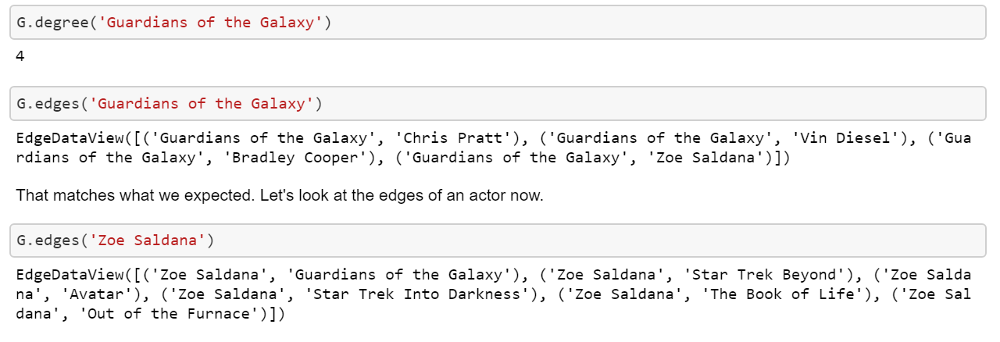 G.degree('Guardians of the Galaxy')
4
G.edges('Guardians of the Galaxy')
EdgeDataView([('Guardians of the Galaxy', 'Chris Pratt'), ('Guardians of the Galaxy', 'Vin Diesel'), ('Gua
rdians of the Galaxy', 'Bradley Cooper'), ('Guardians of the Galaxy', 'Zoe Saldana')])
That matches what we expected. Let's look at the edges of an actor now.
G.edges('Zoe Saldana')
EdgeDataView([('Zoe Saldana', 'Guardians of the Galaxy'), ('Zoe Saldana', 'Star Trek Beyond'), ('Zoe Salda
na', 'Avatar'), ('Zoe Saldana', 'Star Trek Into Darkness'), ('Zoe Saldana', 'The Book of Life'), ('Zoe Sal
dana', 'Out of the Furnace')])